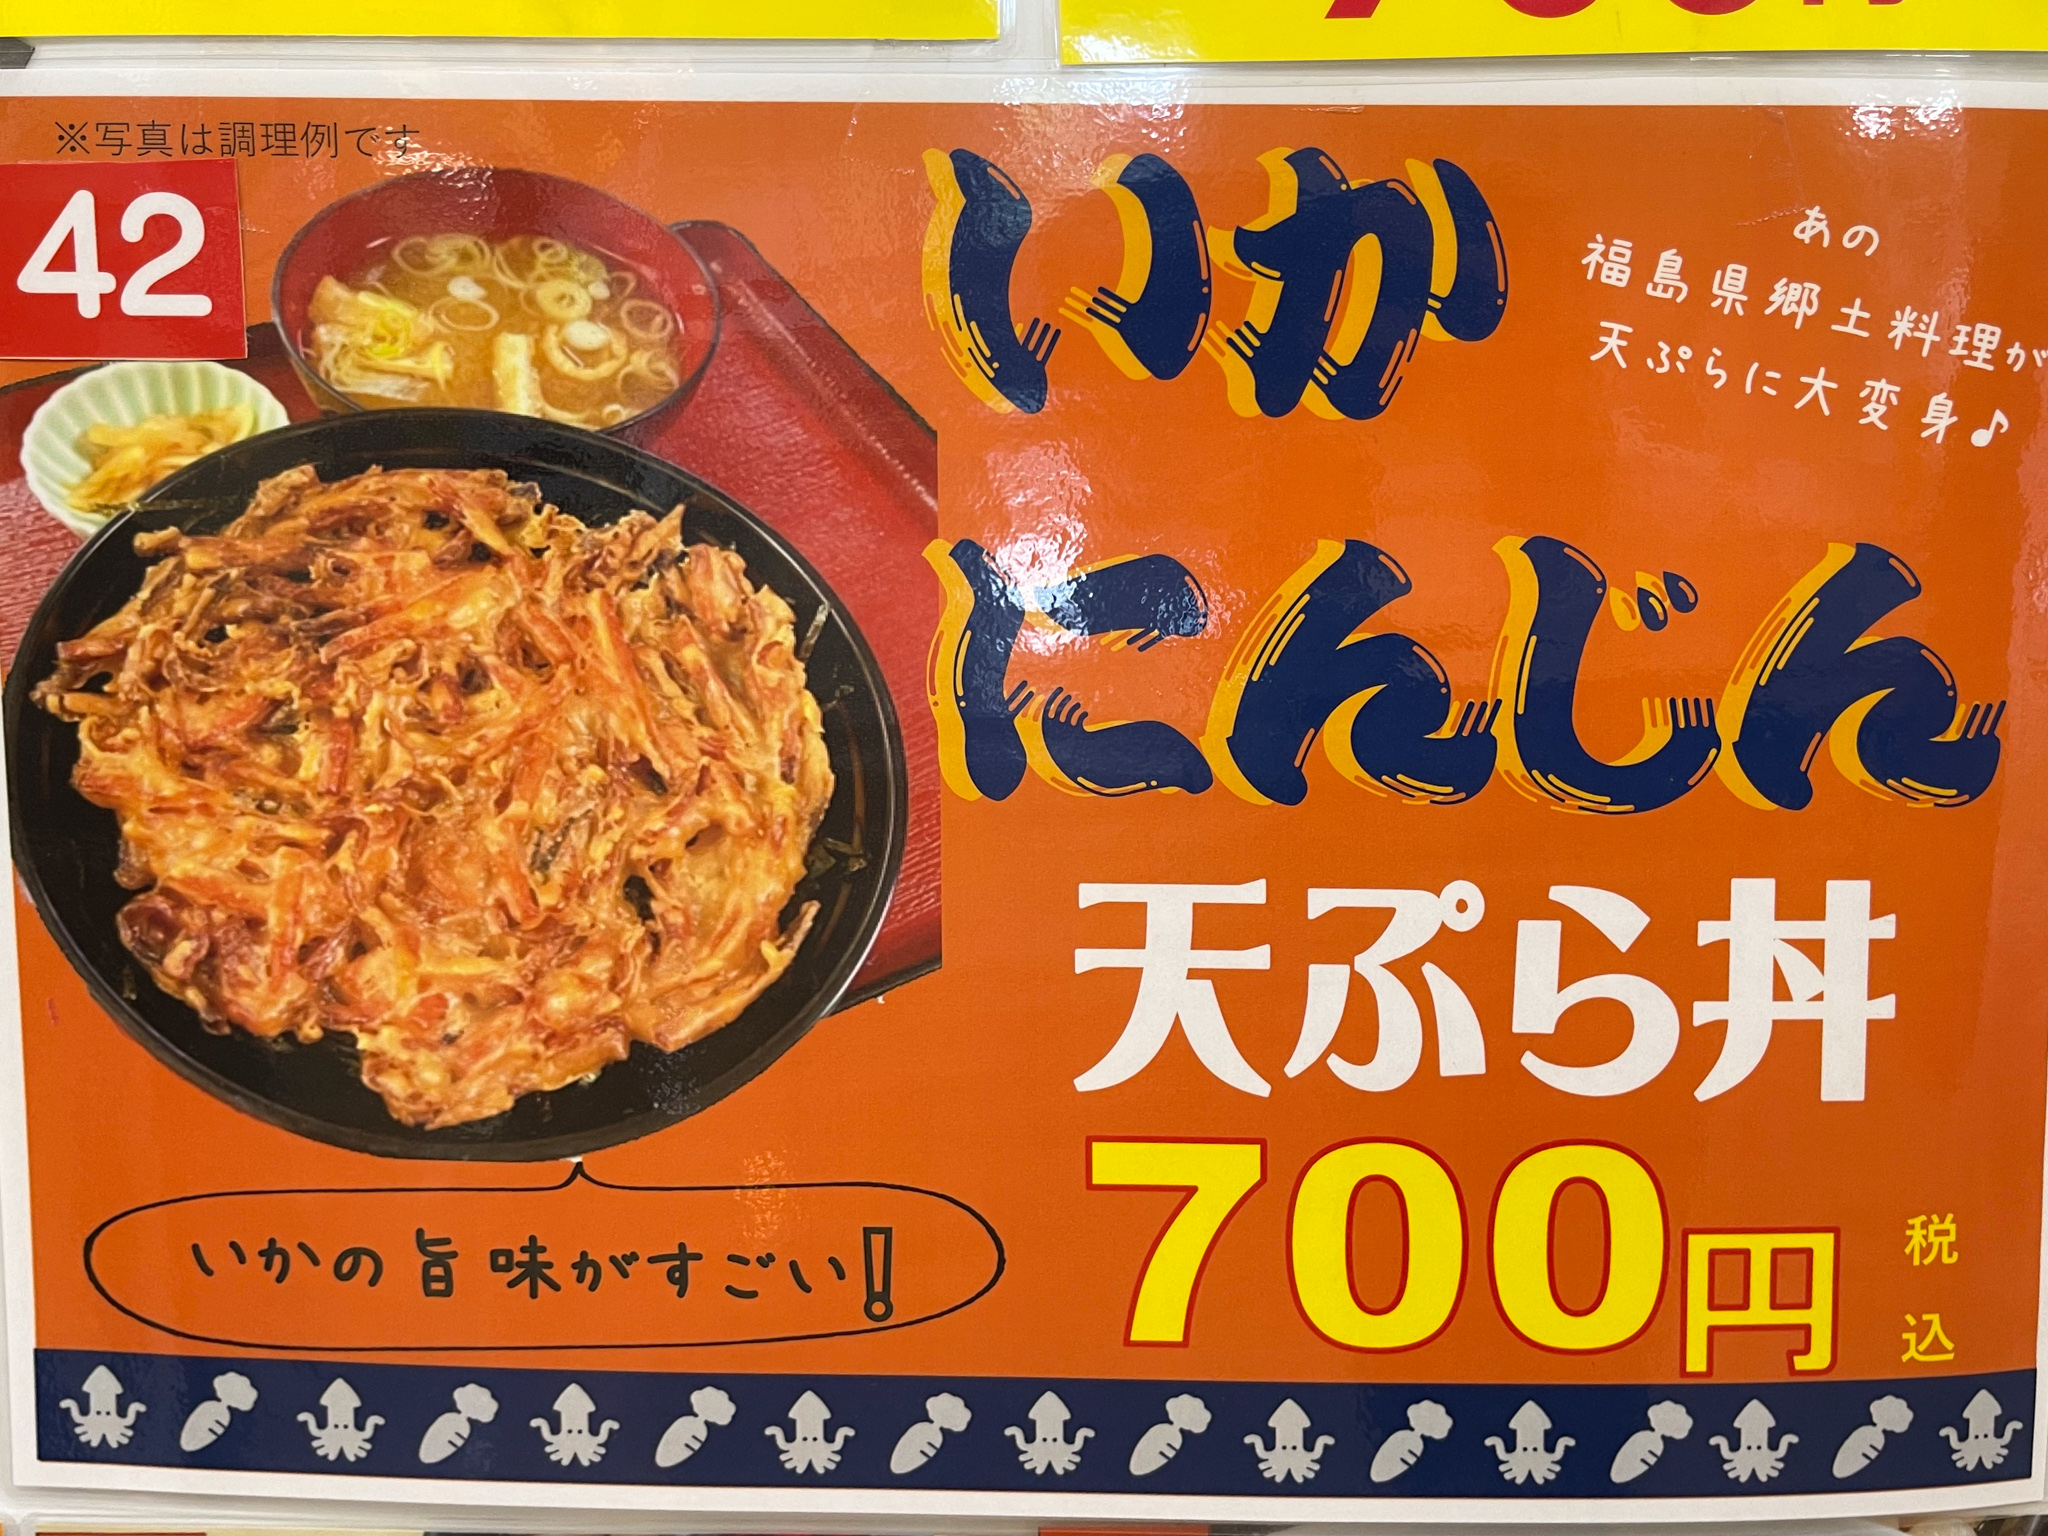 ※写真は調理例です
42
いか
にんじん
天ぷら丼
700円
税込
あの
福島県郷土料理が
天ぷらに大変身♪
いかの旨味がすごい!